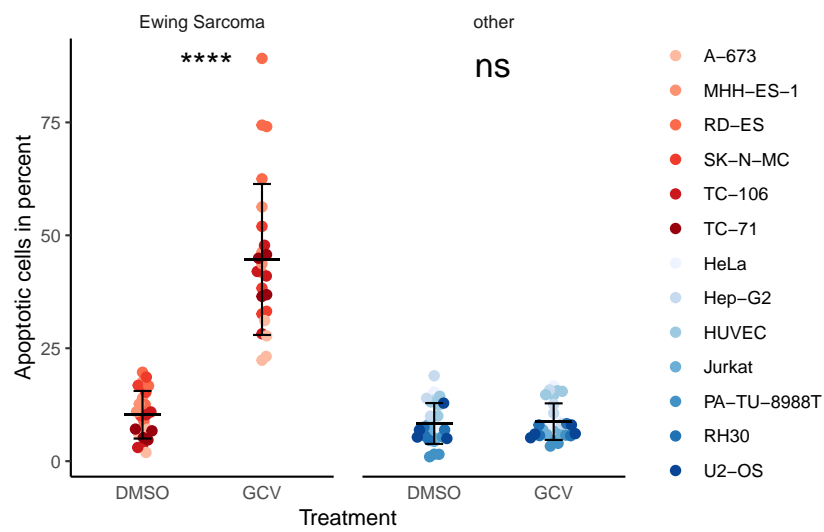 Ewing Sarcoma
other
****
ns
Apoptotic cells in percent
75
50
25
0
DMSO
GCV
DMSO
GCV
Treatment
A−673
MHH−ES−1
RD−ES
SK−N−MC
TC−106
TC−71
HeLa
Hep−G2
HUVEC
Jurkat
PA−TU−8988T
RH30
U2−OS